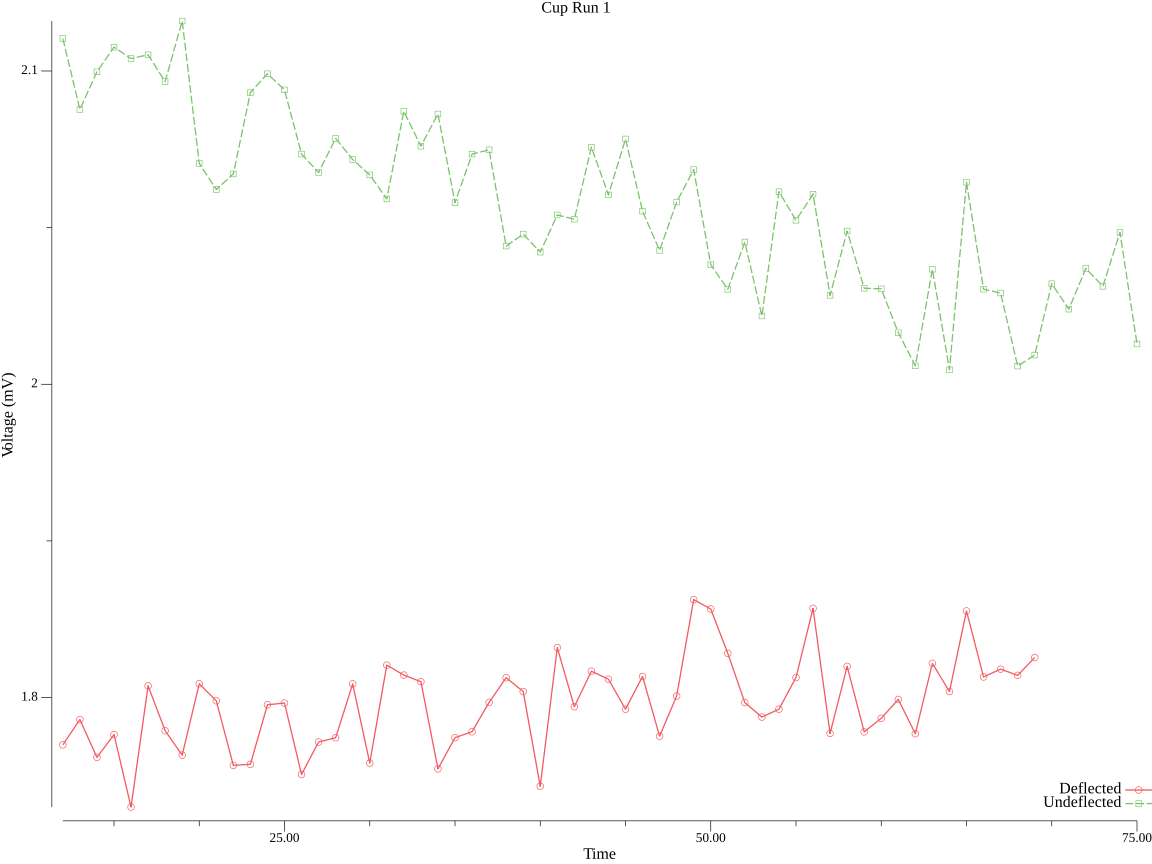 Cup Run 1
2.1
2
1.8
Voltage (mV)
Deflected
Undeflected
25.00
50.00
75.00
Time